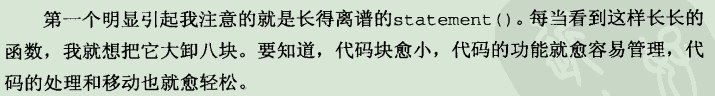 第一个明显引起我注意的就是长得离谱的statement()。每当看到这样长长的
函数，我就想把它大卸八块。要知道，代码块愈小，代码的功能就愈容易管理，代
码的处理和移动也就愈轻松。